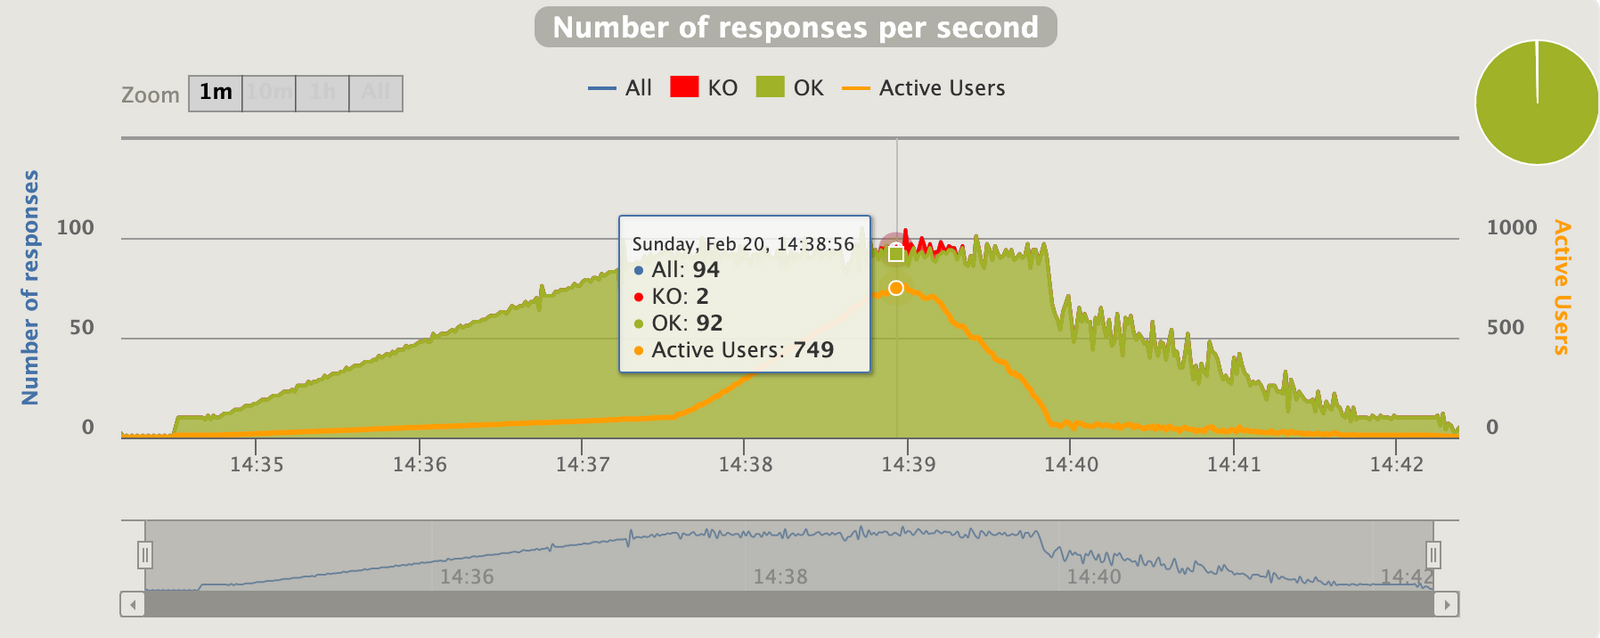 Number of responses per second
Zoom 1m 10m 1h All
All KO OK Active Users
Number of responses
100
50
0
1000
500
0
Active Users
Sunday, Feb 20, 14:38:56
All: 94
KO: 2
OK: 92
Active Users: 749
14:35 14:36 14:37 14:38 14:39 14:40 14:41 14:42
14:36 14:38 14:40 14:42